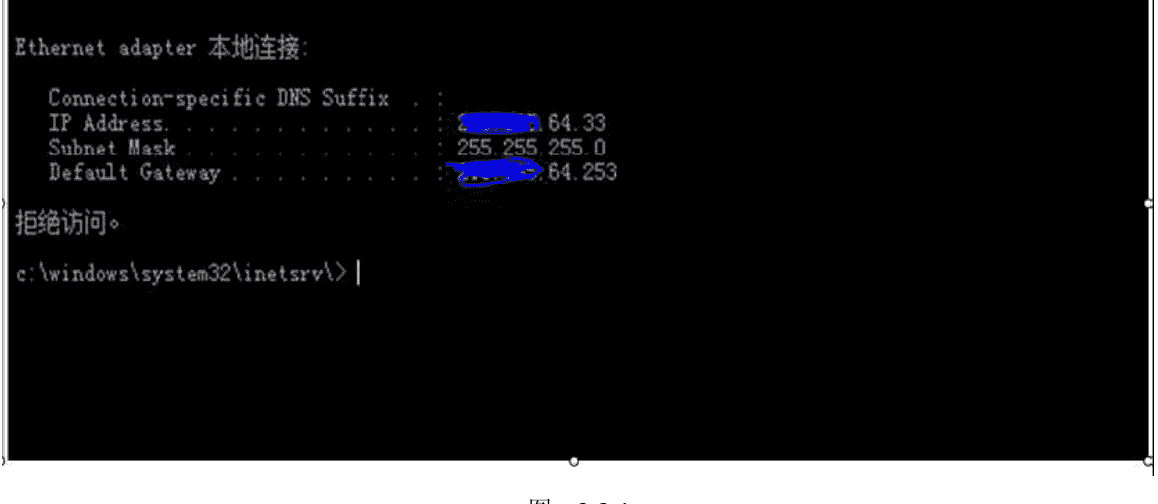 Ethernet adapter 本地连接:
Connection-specific DNS Suffix . :
IP Address. . . . . . . . . . . . : .64.33
Subnet Mask . . . . . . . . . . . : 255.255.255.0
Default Gateway . . . . . . . . . : .64.253
拒绝访问。
c:\windows\system32\inetsrv\>